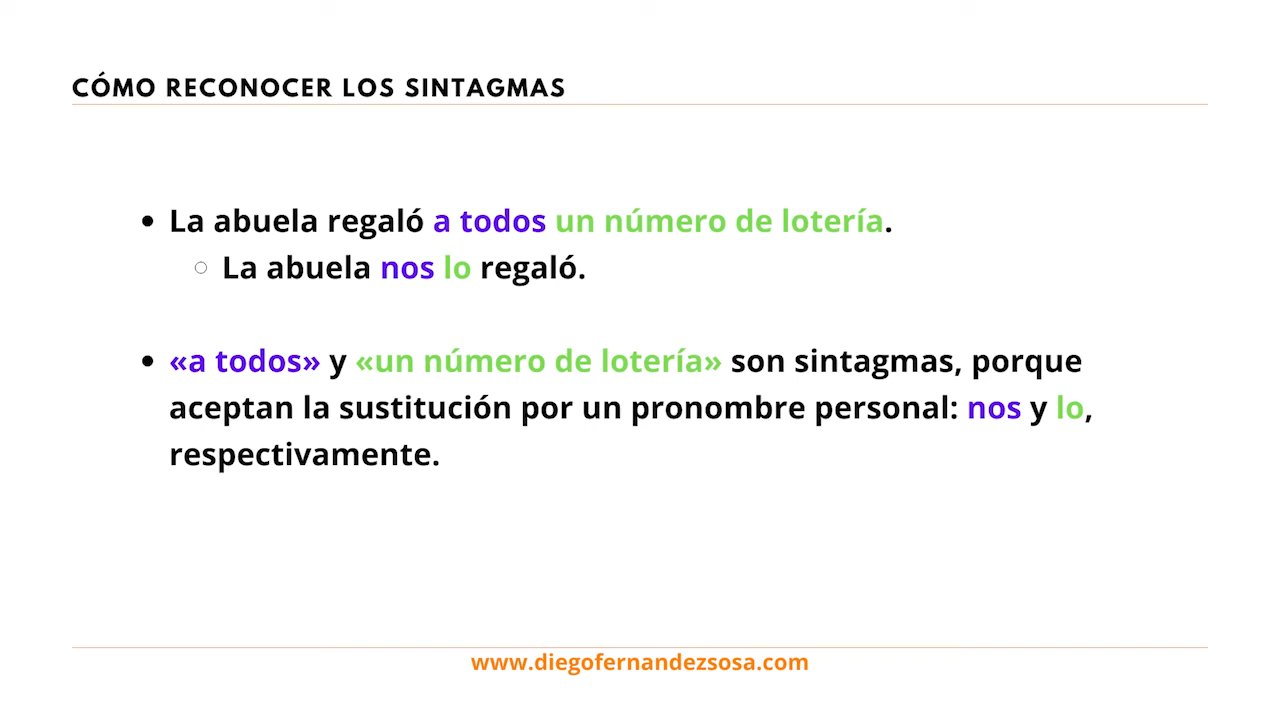 CÓMO RECONOCER LOS SINTAGMAS
• La abuela regaló a todos un número de lotería.
○ La abuela nos lo regaló.
• «a todos» y «un número de lotería» son sintagmas, porque
aceptan la sustitución por un pronombre personal: nos y lo,
respectivamente.
www.diegofernandezsosa.com